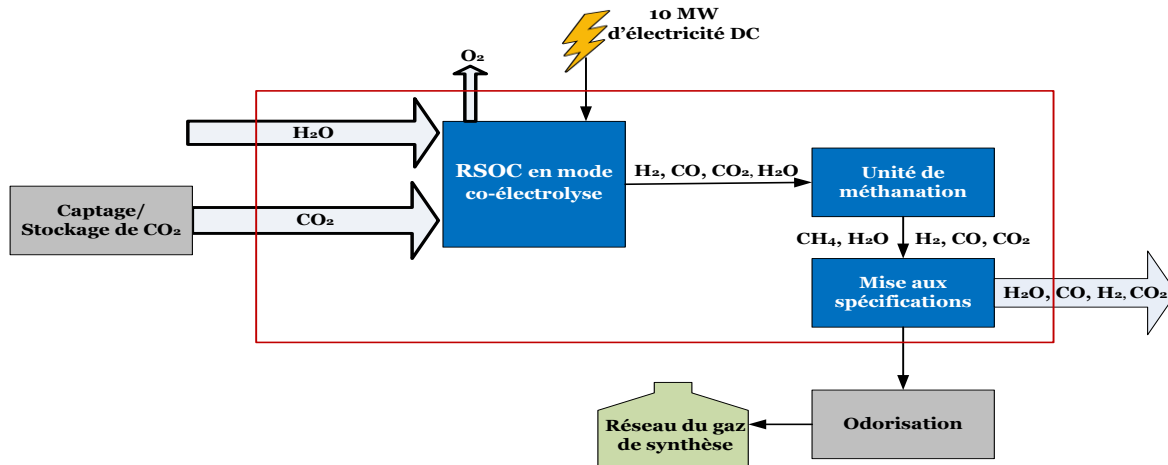 10 MW
d'électricité DC
O₂
H₂O
RSOC en mode
co-électrolyse
H₂, CO, CO₂, H₂O
Unité de
méthanation
Captage/
Stockage de CO₂
CO₂
CH₄, H₂O
H₂, CO, CO₂
Mise aux
spécifications
H₂O, CO, H₂, CO₂
Réseau du gaz
de synthèse
Odorisation